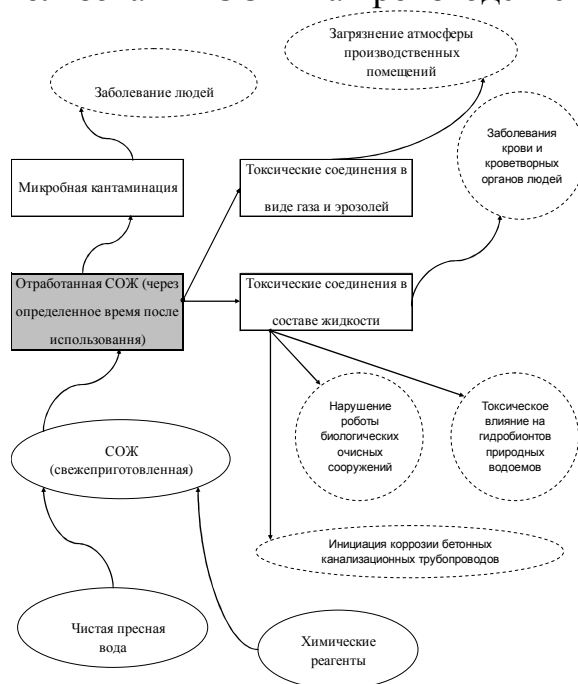 Загрязнение атмосферы
производственных
помещений
Заболевание людей
Заболевания
крови и
кроветворных
органов людей
Микробная кантаминация
Токсические соединения в
виде газа и эрозолей
Отработанная СОЖ (через
определенное время после
использования)
Токсические соединения в
составе жидкости
Нарушение
роботы
биологических
очисных
сооружений
Токсическое
влияние на
гидробионтов
природных
водоемов
СОЖ
(свежеприготовленная)
Инициация коррозии бетонных
канализационных трубопроводов
Чистая пресная
вода
Химические
реагенты